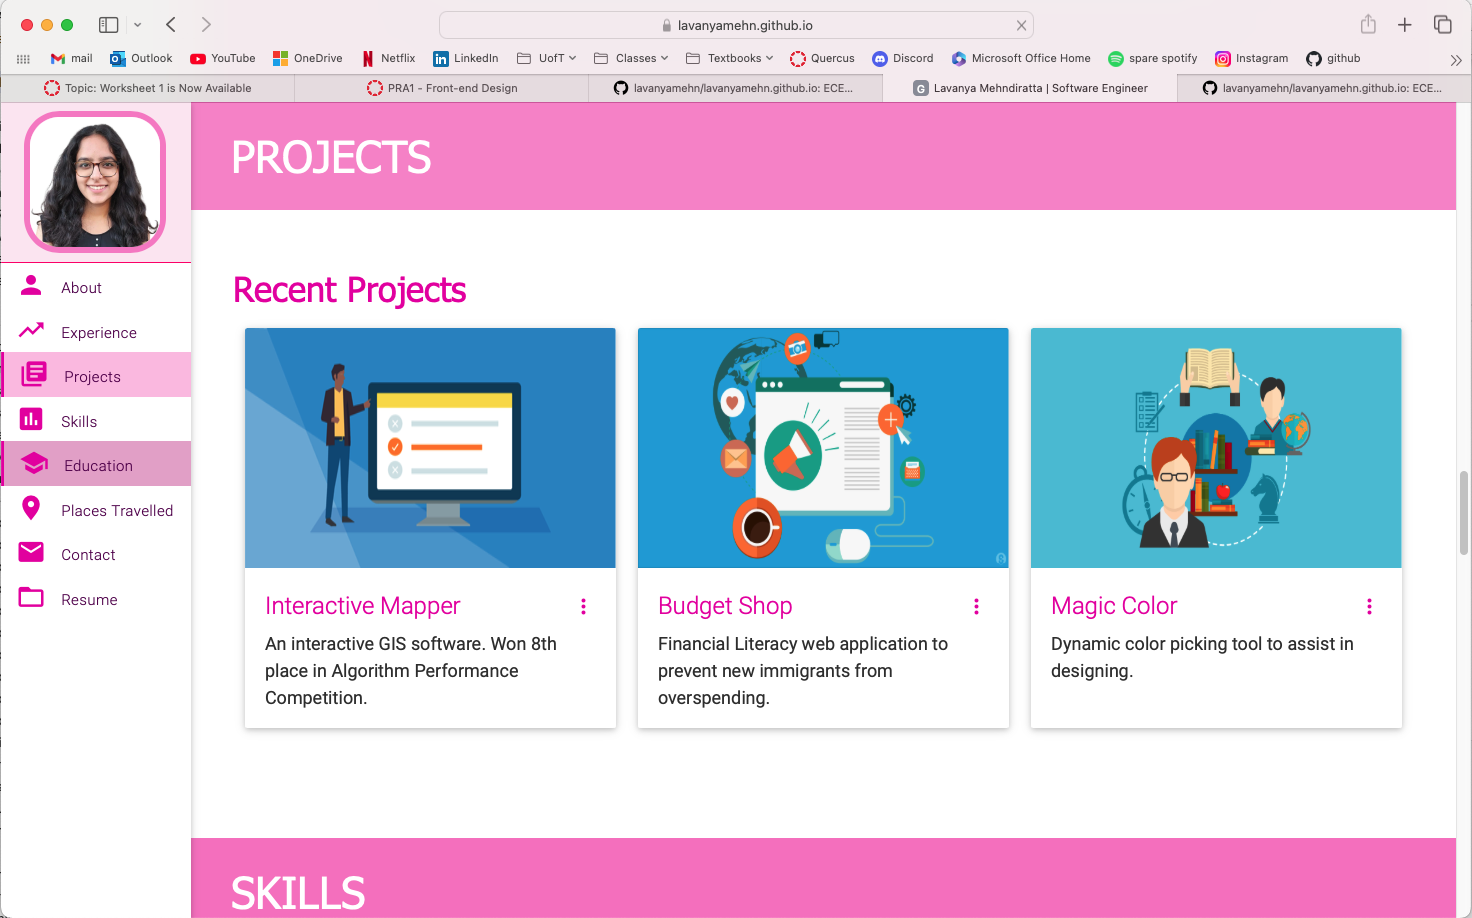 lavanyamehn.github.io
mail
Outlook
YouTube
OneDrive
Netflix
LinkedIn
UofT
Classes
Textbooks
Quercus
Discord
Microsoft Office Home
spare spotify
Instagram
github
Topic: Worksheet 1 is Now Available
PRA1 - Front-end Design
lavanyamehn/lavanyamehn.github.io: ECE...
G
Lavanya Mehndiratta | Software Engineer
lavanyamehn/lavanyamehn.github.io: ECE...
About
Experience
Projects
Skills
Education
Places Travelled
Contact
Resume
PROJECTS
Recent Projects
Interactive Mapper
An interactive GIS software. Won 8th
place in Algorithm Performance
Competition.
Budget Shop
Financial Literacy web application to
prevent new immigrants from
overspending.
Magic Color
Dynamic color picking tool to assist in
designing.
SKILLS